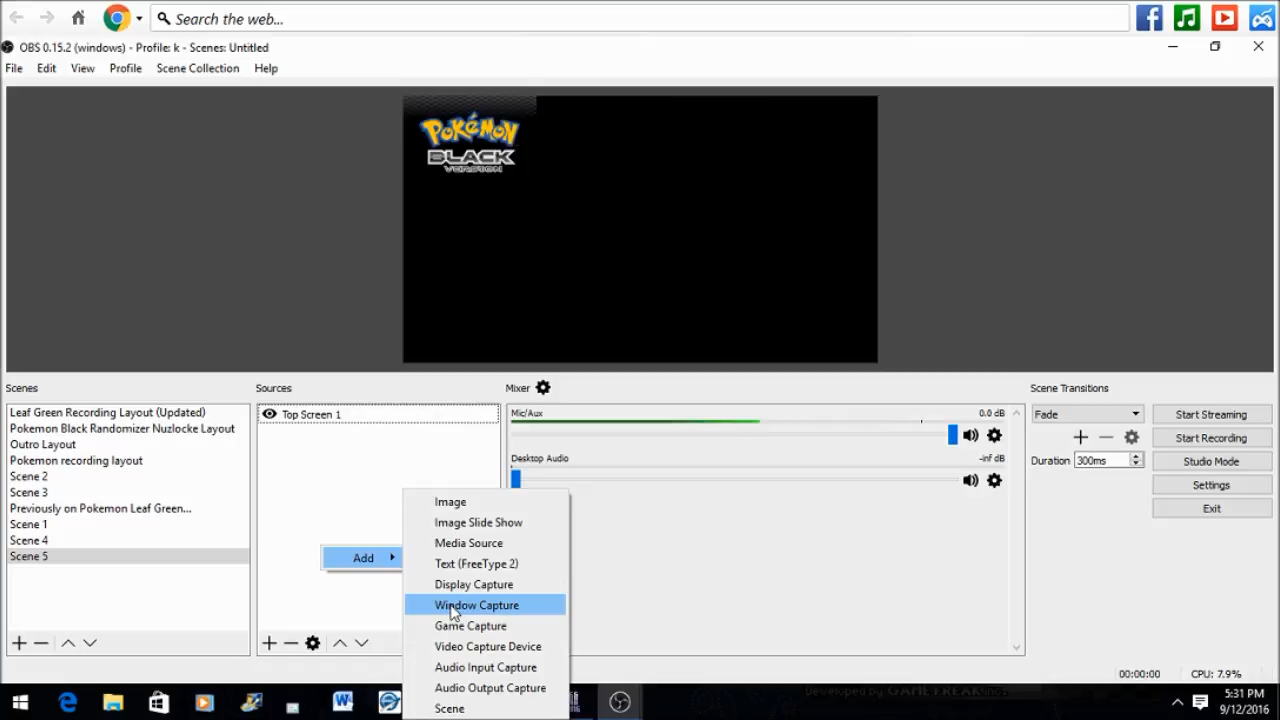 Search the web...
OBS 0.15.2 (windows) - Profile: k - Scenes: Untitled
File Edit View Profile Scene Collection Help
POKéMON
BLACK
VERSION
Scenes
Leaf Green Recording Layout (Updated)
Pokemon Black Randomizer Nuzlocke Layout
Outro Layout
Pokemon recording layout
Scene 2
Scene 3
Previously on Pokemon Leaf Green...
Scene 1
Scene 4
Scene 5
Sources
Top Screen 1
Add
Image
Image Slide Show
Media Source
Text (FreeType 2)
Display Capture
Window Capture
Game Capture
Video Capture Device
Audio Input Capture
Audio Output Capture
Scene
Mixer
Mic/Aux 0.0 dB
Desktop Audio -inf dB
Scene Transitions
Fade
Duration 300ms
Start Streaming
Start Recording
Studio Mode
Settings
Exit
00:00:00 CPU: 7.9%
Developed by GAME FREAK
5:31 PM
9/12/2016